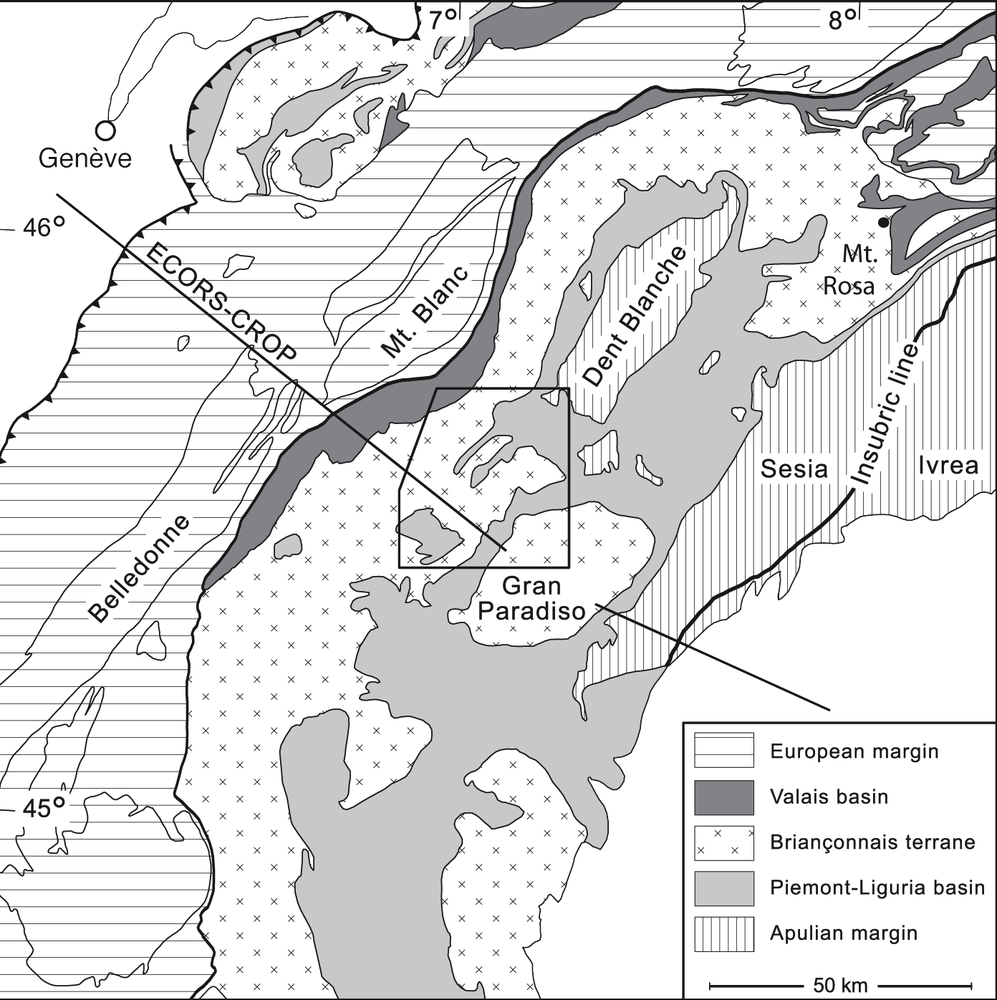 7°
8°
Genève
46°
ECORS-CROP
Mt. Blanc
Dent Blanche
Mt.
Rosa
Insubric line
Sesia
Ivrea
Belledonne
Gran
Paradiso
45°
European margin
Valais basin
Briançonnais terrane
Piemont-Liguria basin
Apulian margin
50 km